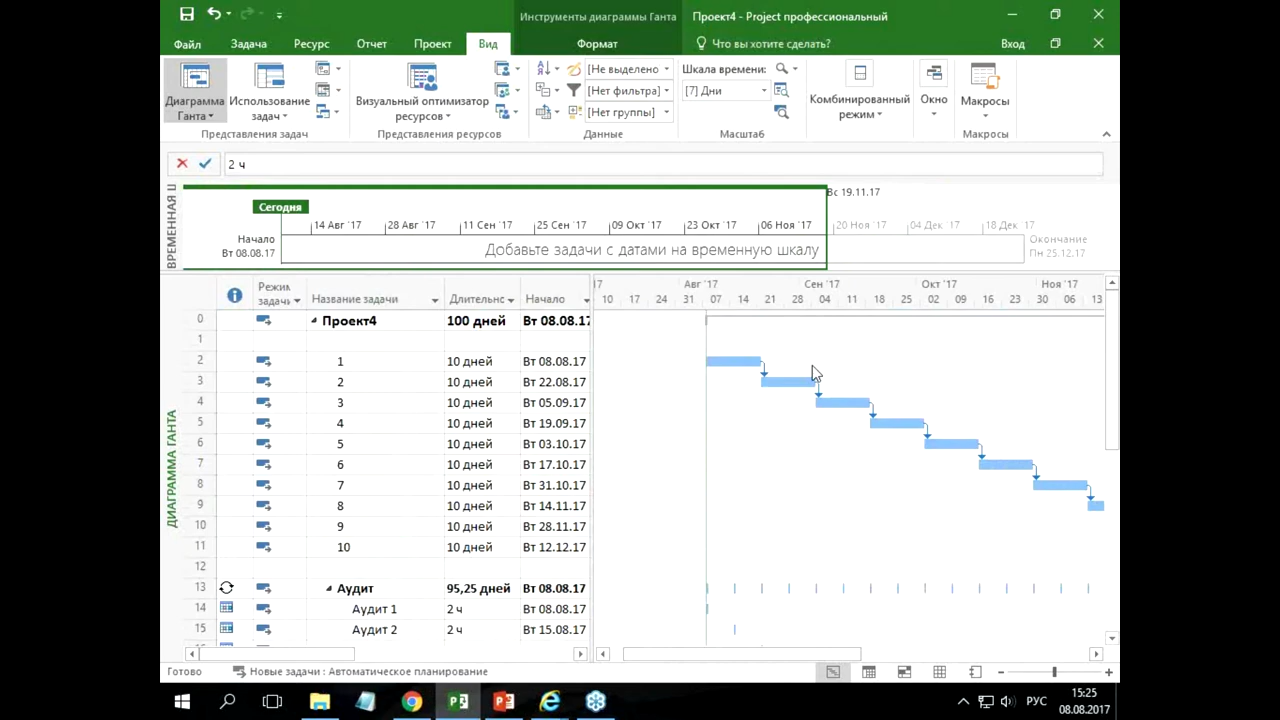 Инструменты диаграммы Ганта
Проект4 - Project профессиональный
Файл Задача Ресурс Отчет Проект Вид Формат Что вы хотите сделать? Вход
[Не выделено] Шкала времени:
[Нет фильтра] [7] Дни
[Нет группы]
Диаграмма Ганта
Использование задач
Визуальный оптимизатор ресурсов
Комбинированный режим
Окно
Макросы
Представления задач Представления ресурсов Данные Масштаб Макросы
2 ч
ВРЕМЕННАЯ Ш
Вс 19.11.17
Сегодня
14 Авг '17 28 Авг '17 11 Сен '17 25 Сен '17 09 Окт '17 23 Окт '17 06 Ноя '17 20 Ноя '17 04 Дек '17 18 Дек '17
Начало
Вт 08.08.17
Добавьте задачи с датами на временную шкалу
Окончание
Пн 25.12.17
ДИАГРАММА ГАНТА
Режим задачи Название задачи Длительнс Начало
17 Авг '17 Сен '17 Окт '17 Ноя '17
10 17 24 31 07 14 21 28 04 11 18 25 02 09 16 23 30 06 13
0 Проект4 100 дней Вт 08.08.17
1
2 1 10 дней Вт 08.08.17
3 2 10 дней Вт 22.08.17
4 3 10 дней Вт 05.09.17
5 4 10 дней Вт 19.09.17
6 5 10 дней Вт 03.10.17
7 6 10 дней Вт 17.10.17
8 7 10 дней Вт 31.10.17
9 8 10 дней Вт 14.11.17
10 9 10 дней Вт 28.11.17
11 10 10 дней Вт 12.12.17
12
13 Аудит 95,25 дней Вт 08.08.17
14 Аудит 1 2 ч Вт 08.08.17
15 Аудит 2 2 ч Вт 15.08.17
Готово Новые задачи : Автоматическое планирование
РУС
15:25
08.08.2017